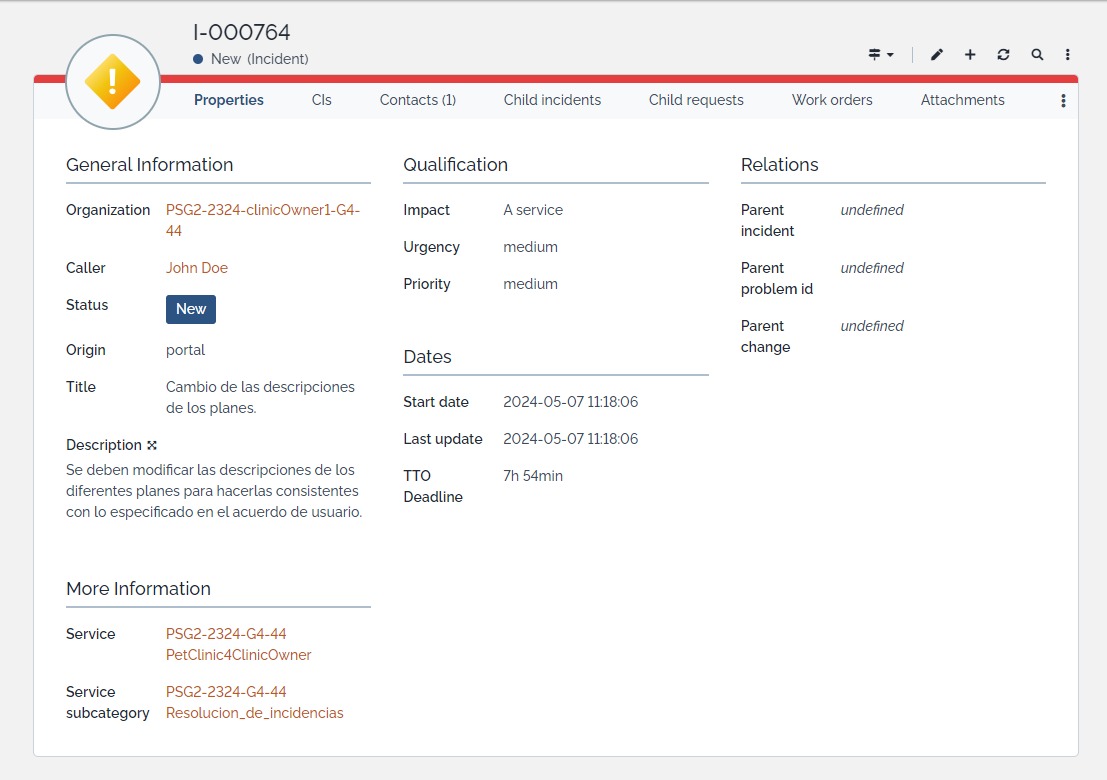 I-000764
New (Incident)
Properties
CIs
Contacts (1)
Child incidents
Child requests
Work orders
Attachments
General Information
Organization
PSG2-2324-clinicOwner1-G4-
44
Caller
John Doe
Status
New
Origin
portal
Title
Cambio de las descripciones
de los planes.
Description
Se deben modificar las descripciones de los
diferentes planes para hacerlas consistentes
con lo especificado en el acuerdo de usuario.
More Information
Service
PSG2-2324-G4-44
PetClinic4ClinicOwner
Service
subcategory
PSG2-2324-G4-44
Resolucion_de_incidencias
Qualification
Impact
A service
Urgency
medium
Priority
medium
Dates
Start date
2024-05-07 11:18:06
Last update
2024-05-07 11:18:06
TTO
Deadline
7h 54min
Relations
Parent
incident
undefined
Parent
problem id
undefined
Parent
change
undefined